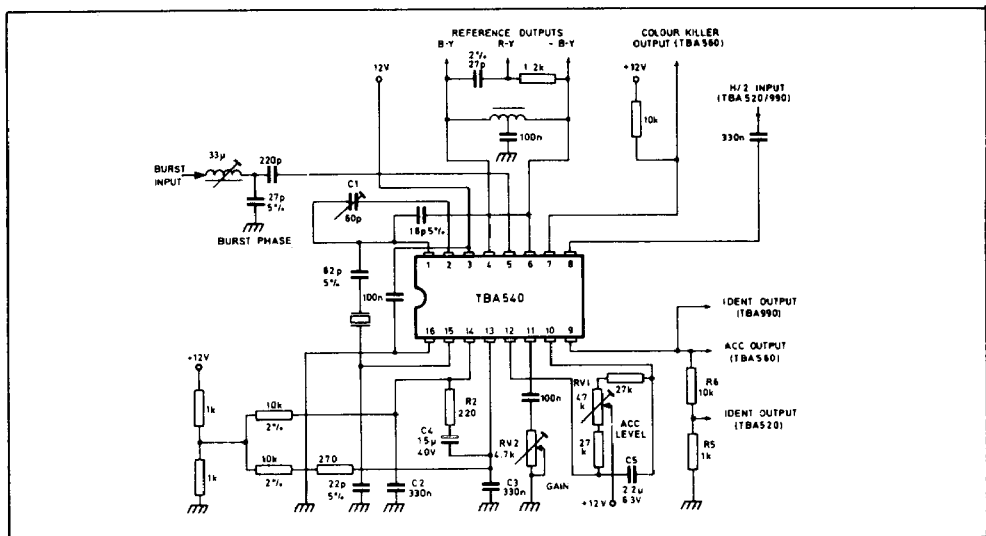 REFERENCE OUTPUTS
B-Y R-Y - B-Y
COLOUR KILLER
OUTPUT (TBA560)
2%
27p
1.2k
12V
+12V
H/2 INPUT
(TBA520/990)
10k
330n
100n
33µ
220p
BURST
INPUT
27p
5%
BURST PHASE
C1
60p
18p 5%
1 2 3 4 5 6 7 8
82p
5%
100n
TBA540
16 15 14 13 12 11 10 9
IDENT OUTPUT
(TBA990)
ACC OUTPUT
(TBA560)
+12V
1k
10k
2%
R2
220
C4
15µ
40V
100n
RV1
47
k
27k
ACC
LEVEL
R6
10k
IDENT OUTPUT
(TBA520)
1k
10k
2%
270
22p
5%
C2
330n
C3
330n
RV2
4.7k
GAIN
27
k
C5
2.2µ
6.3V
+12V
R5
1k